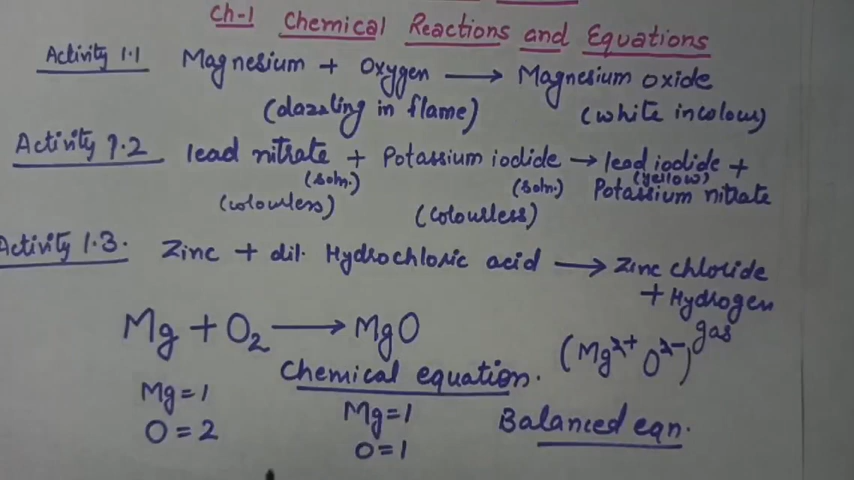 Ch-1 Chemical Reactions and Equations
Activity 1.1 Magnesium + Oxygen ⟶ Magnesium oxide
(dazzling in flame) (white in colour)
Activity 1.2 lead nitrate + Potassium iodide → lead iodide +
(soln.) (soln.) (yellow) Potassium nitrate
(colourless) (colourless)
Activity 1.3. Zinc + dil. Hydrochloric acid ⟶ Zinc chloride
+ Hydrogen
gas
Mg + O₂ ⟶ MgO (Mg²⁺ O²⁻)
Chemical equation.
Mg=1 Mg=1 Balanced eqn.
O=2 O=1